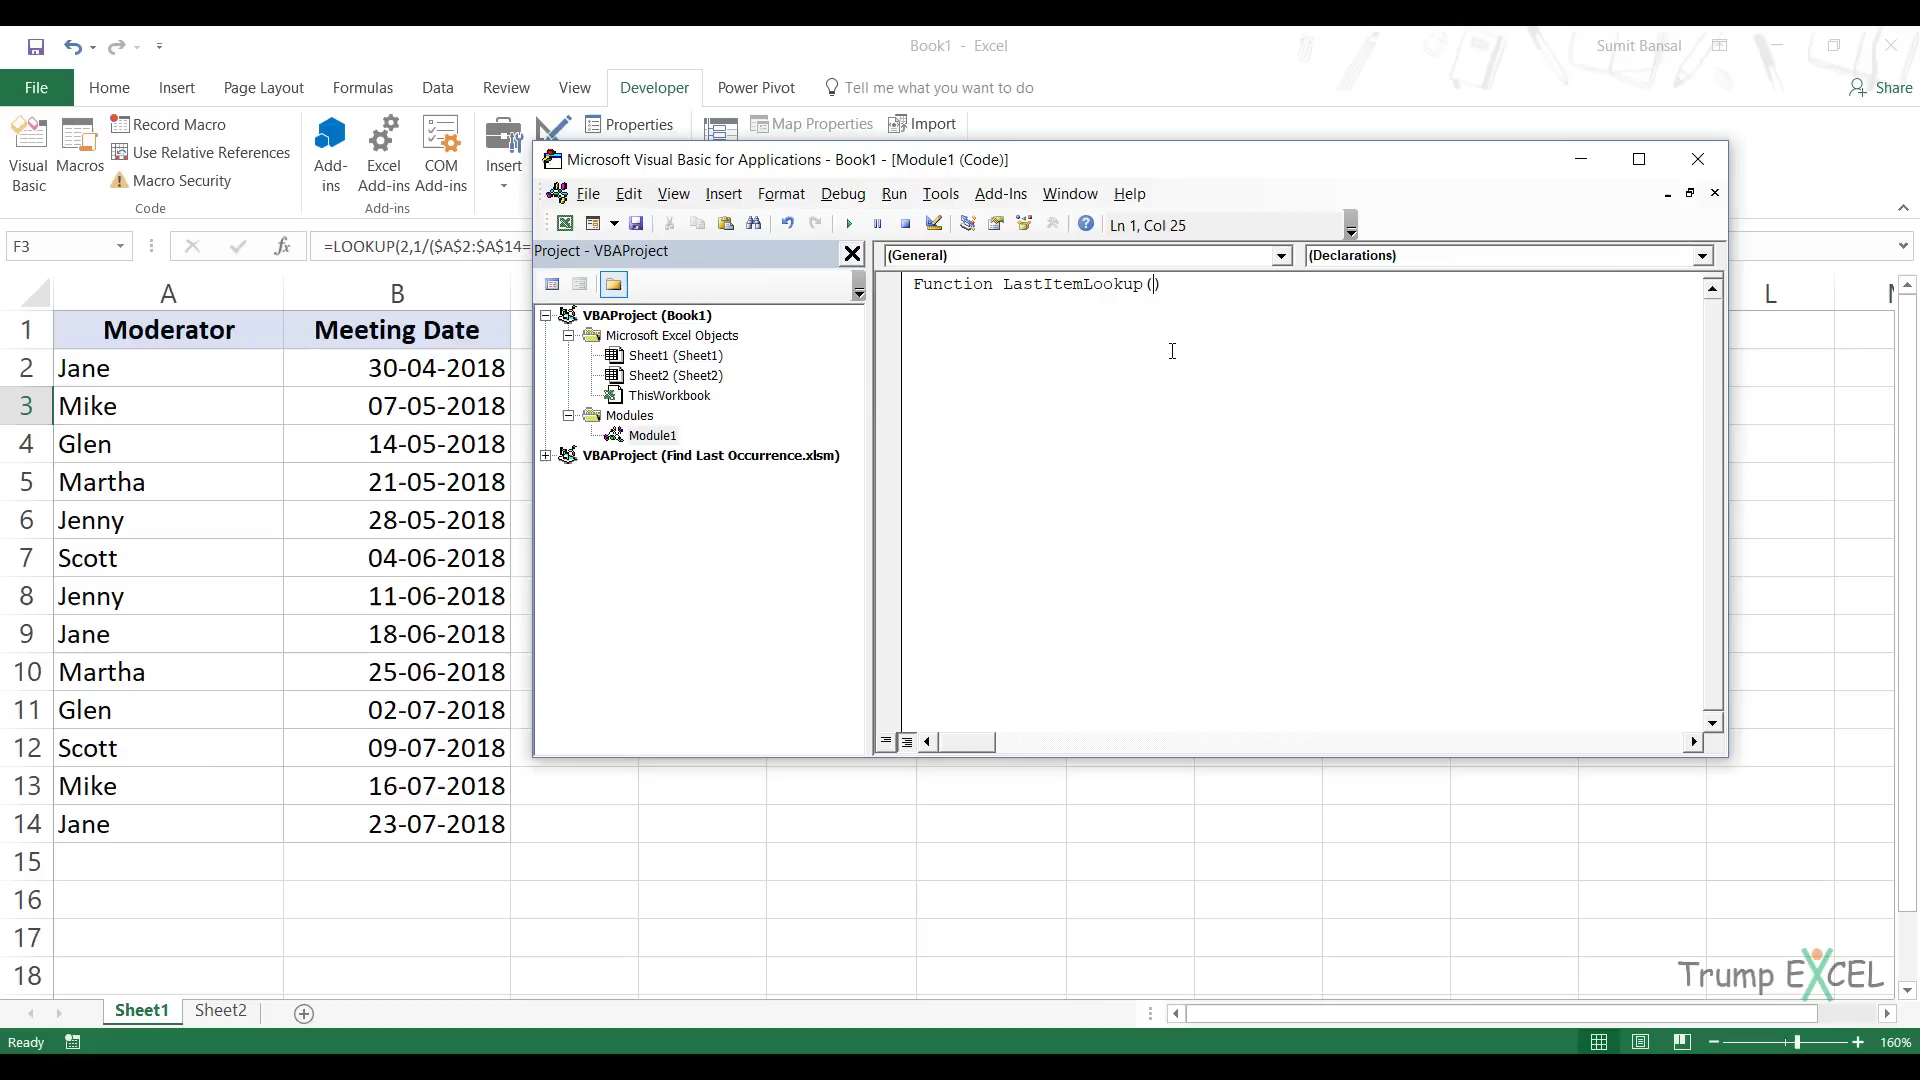 Book1 - Excel
Sumit Bansal
File Home Insert Page Layout Formulas Data Review View Developer Power Pivot Tell me what you want to do
Share
Visual Basic
Macros
Record Macro
Use Relative References
Macro Security
Code
Add-ins
Excel Add-ins
COM Add-ins
Add-ins
Insert
Properties
Map Properties
Import
F3
fx
=LOOKUP(2,1/($A$2:$A$14=
Microsoft Visual Basic for Applications - Book1 - [Module1 (Code)]
File Edit View Insert Format Debug Run Tools Add-Ins Window Help
Ln 1, Col 25
Project - VBAProject
(General)
(Declarations)
VBAProject (Book1)
Microsoft Excel Objects
Sheet1 (Sheet1)
Sheet2 (Sheet2)
ThisWorkbook
Modules
Module1
VBAProject (Find Last Occurrence.xlsm)
Function LastItemLookup()
A B L
1 Moderator Meeting Date
2 Jane 30-04-2018
3 Mike 07-05-2018
4 Glen 14-05-2018
5 Martha 21-05-2018
6 Jenny 28-05-2018
7 Scott 04-06-2018
8 Jenny 11-06-2018
9 Jane 18-06-2018
10 Martha 25-06-2018
11 Glen 02-07-2018
12 Scott 09-07-2018
13 Mike 16-07-2018
14 Jane 23-07-2018
15
16
17
18
Trump EXCEL
Sheet1 Sheet2
Ready
160%